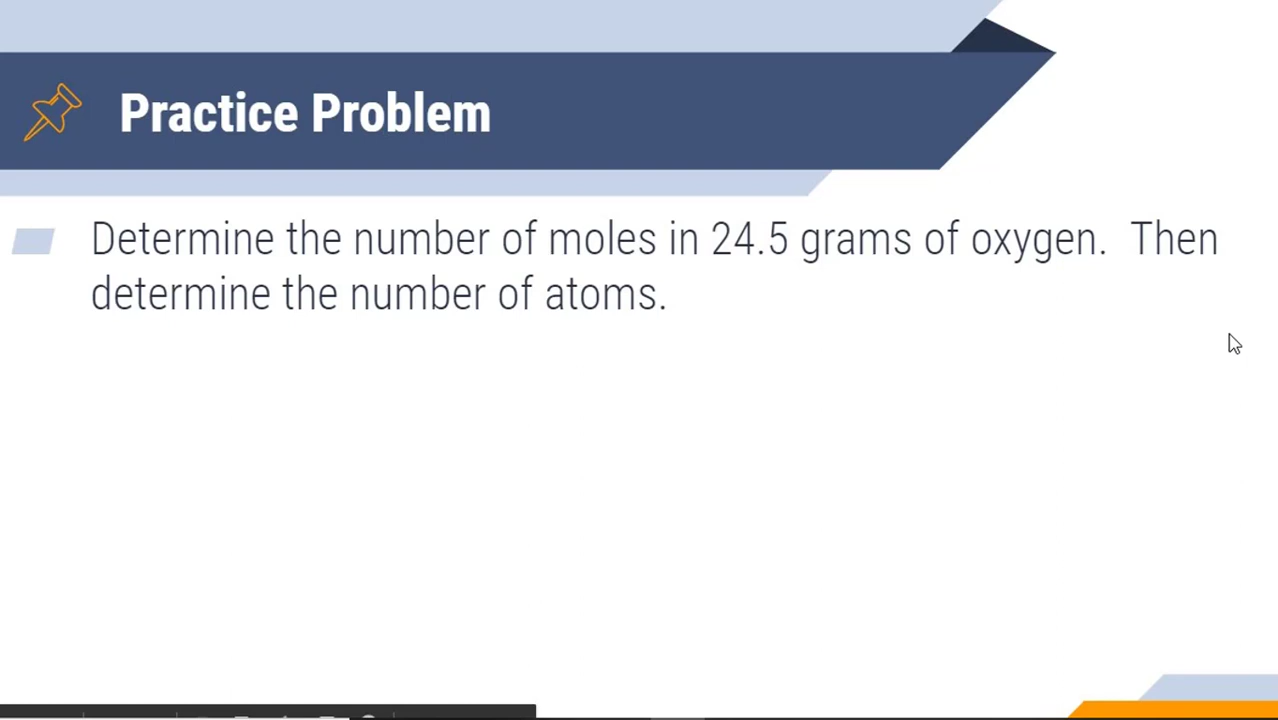 Practice Problem
Determine the number of moles in 24.5 grams of oxygen.  Then
determine the number of atoms.